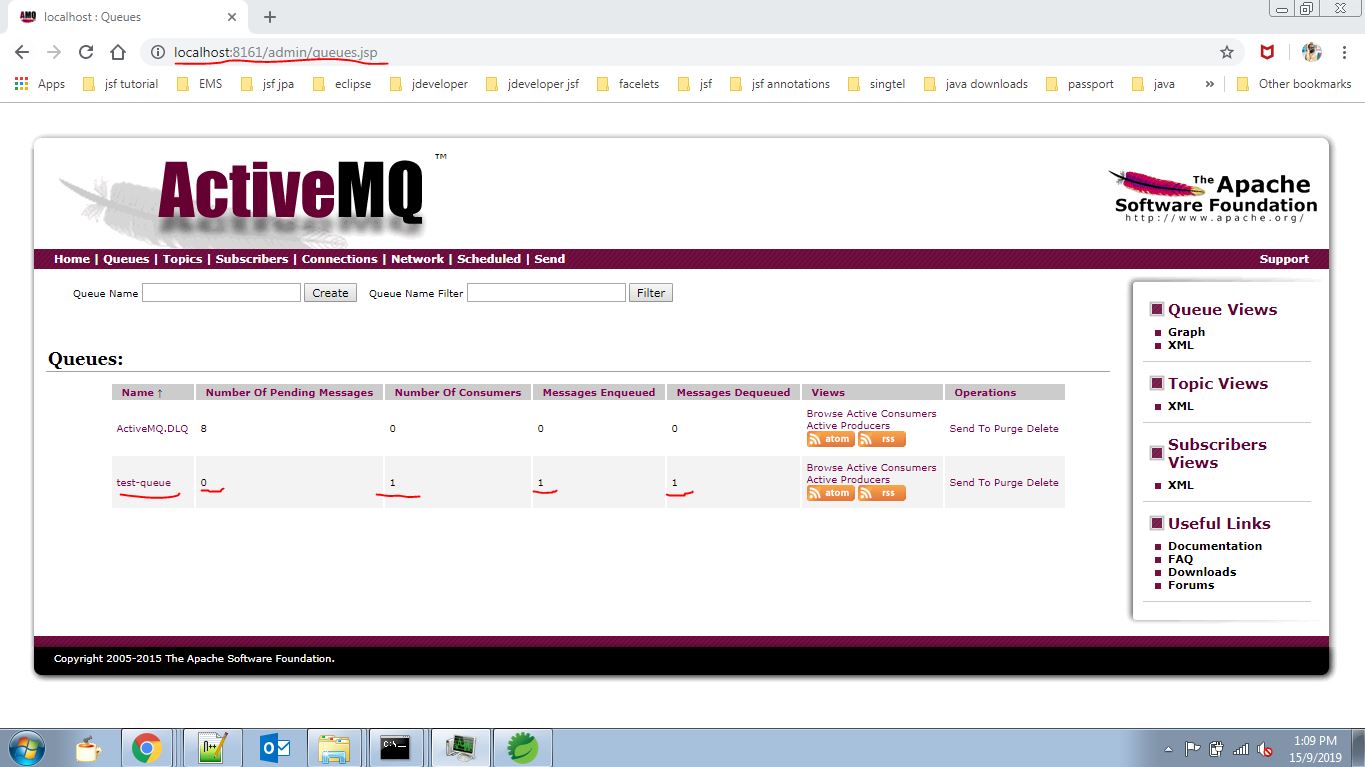 localhost : Queues
localhost:8161/admin/queues.jsp
Apps jsf tutorial EMS jsf jpa eclipse jdeveloper jdeveloper jsf facelets jsf jsf annotations singtel java downloads passport java » Other bookmarks
ActiveMQ™
The Apache
Software Foundation
http://www.apache.org/
Home | Queues | Topics | Subscribers | Connections | Network | Scheduled | Send Support
Queue Name Create Queue Name Filter Filter
Queues:
Name ↑ Number Of Pending Messages Number Of Consumers Messages Enqueued Messages Dequeued Views Operations
ActiveMQ.DLQ 8 0 0 0 Browse Active Consumers
Active Producers
atom rss
Send To Purge Delete
test-queue 0 1 1 1 Browse Active Consumers
Active Producers
atom rss
Send To Purge Delete
Queue Views
Graph
XML
Topic Views
XML
Subscribers
Views
XML
Useful Links
Documentation
FAQ
Downloads
Forums
Copyright 2005-2015 The Apache Software Foundation.
1:09 PM
15/9/2019